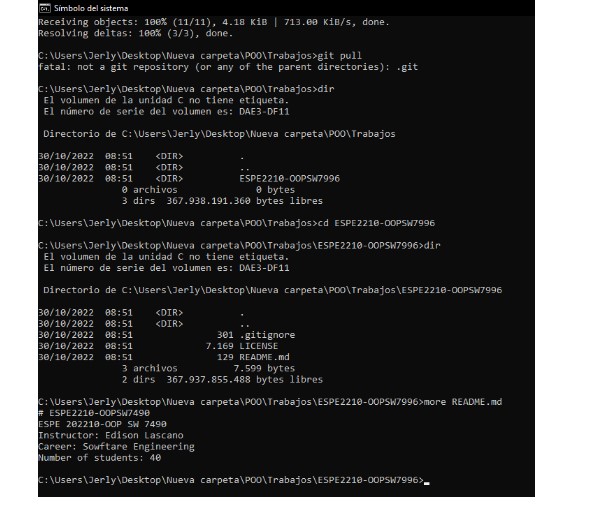 Símbolo del sistema
Receiving objects: 100% (11/11), 4.18 KiB | 713.00 KiB/s, done.
Resolving deltas: 100% (3/3), done.
C:\Users\Jerly\Desktop\Nueva carpeta\POO\Trabajos>git pull
fatal: not a git repository (or any of the parent directories): .git
C:\Users\Jerly\Desktop\Nueva carpeta\POO\Trabajos>dir
El volumen de la unidad C no tiene etiqueta.
El número de serie del volumen es: DAE3-DF11
Directorio de C:\Users\Jerly\Desktop\Nueva carpeta\POO\Trabajos
30/10/2022  08:51    <DIR>          .
30/10/2022  08:51    <DIR>          ..
30/10/2022  08:51    <DIR>          ESPE2210-OOPSW7996
0 archivos              0 bytes
3 dirs  367.938.191.360 bytes libres
C:\Users\Jerly\Desktop\Nueva carpeta\POO\Trabajos>cd ESPE2210-OOPSW7996
C:\Users\Jerly\Desktop\Nueva carpeta\POO\Trabajos\ESPE2210-OOPSW7996>dir
El volumen de la unidad C no tiene etiqueta.
El número de serie del volumen es: DAE3-DF11
Directorio de C:\Users\Jerly\Desktop\Nueva carpeta\POO\Trabajos\ESPE2210-OOPSW7996
30/10/2022  08:51    <DIR>          .
30/10/2022  08:51    <DIR>          ..
30/10/2022  08:51               301 .gitignore
30/10/2022  08:51             7.169 LICENSE
30/10/2022  08:51               129 README.md
3 archivos          7.599 bytes
2 dirs  367.937.855.488 bytes libres
C:\Users\Jerly\Desktop\Nueva carpeta\POO\Trabajos\ESPE2210-OOPSW7996>more README.md
# ESPE2210-OOPSW7490
ESPE 202210-OOP SW 7490
Instructor: Edison Lascano
Career: Sowftare Engineering
Number of students: 40
C:\Users\Jerly\Desktop\Nueva carpeta\POO\Trabajos\ESPE2210-OOPSW7996>